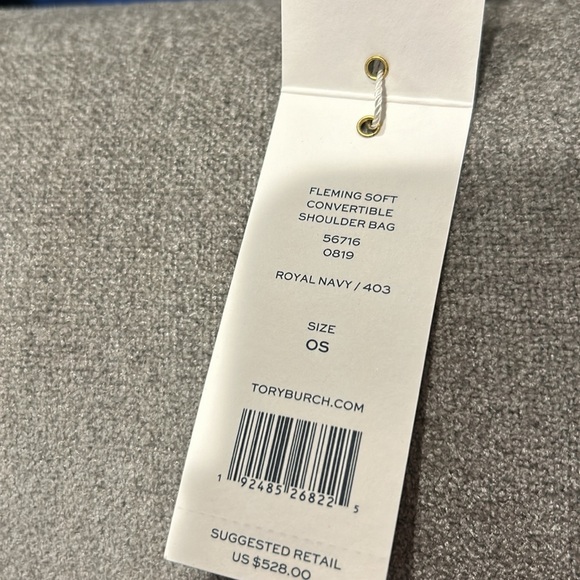 FLEMING SOFT
CONVERTIBLE
SHOULDER BAG
56716
0819
ROYAL NAVY / 403
SIZE
OS
TORYBURCH.COM
1 92485 26822 5
SUGGESTED RETAIL
US $528.00